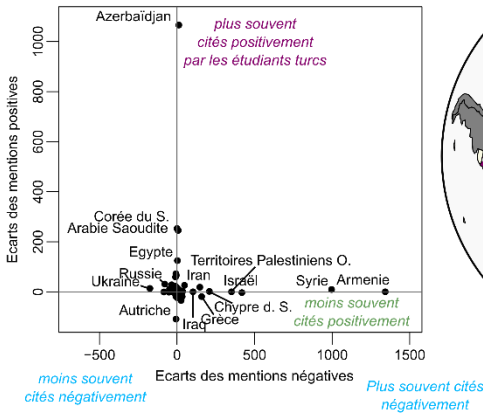 Azerbaïdjan
plus souvent
cités positivement
par les étudiants turcs
Ecarts des mentions positives
0 200 400 600 800 1000
Corée du S.
Arabie Saoudite
Egypte
Territoires Palestiniens O.
Russie
Iran
Israël
Syrie
Armenie
Ukraine
Chypre d. S.
moins souvent
cités positivement
Autriche
Grèce
Iraq
−500 0 500 1000 1500
Ecarts des mentions négatives
moins souvent
cités négativement
Plus souvent cités
négativement